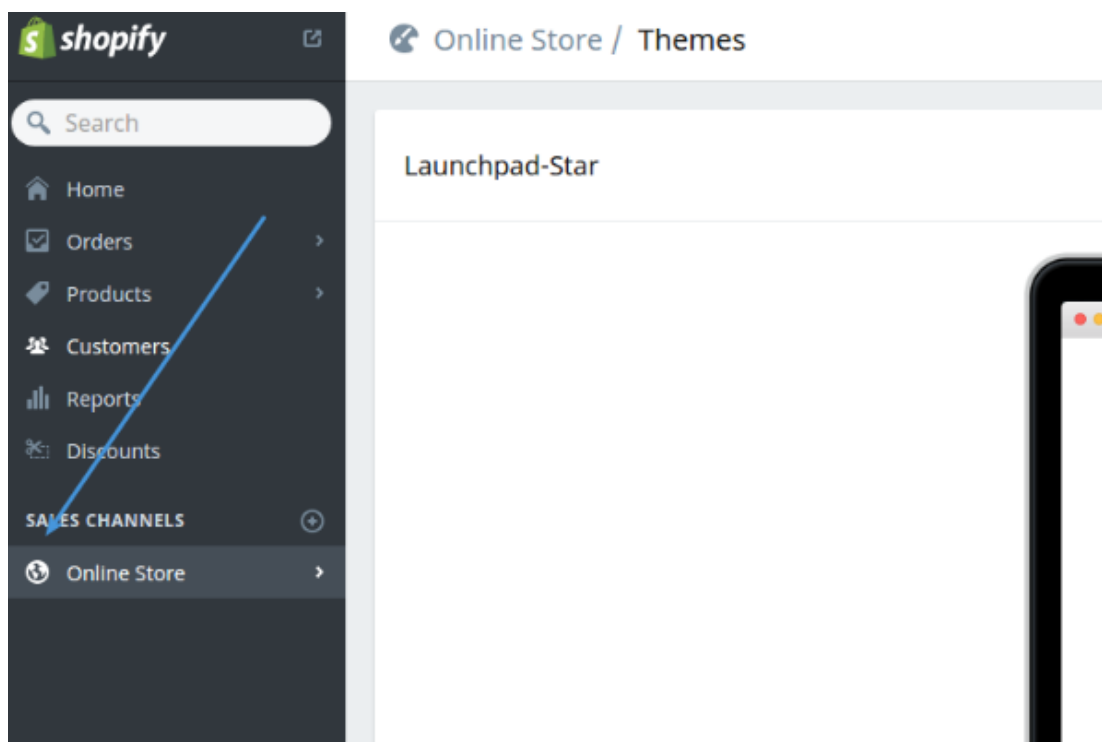 shopify
Online Store / Themes
Search
Launchpad-Star
Home
Orders
Products
Customers
Reports
Discounts
SALES CHANNELS
Online Store